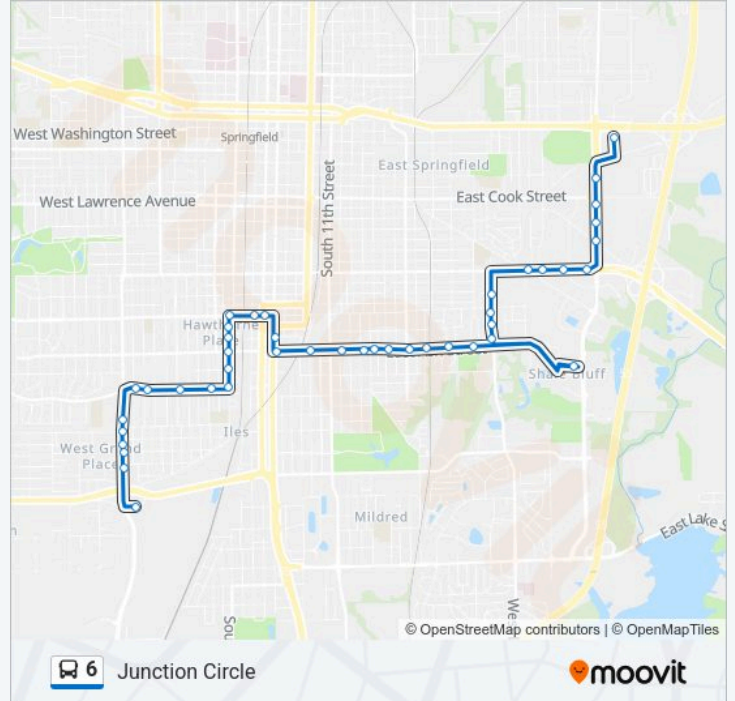 West Washington Street
Springfield
East Springfield
West Lawrence Avenue
South 11th Street
East Cook Street
Hawthorne
Place
Iles
West Grand
Place
Mildred
East Lake S
© OpenStreetMap contributors | © OpenMapTiles
6 Junction Circle
moovit